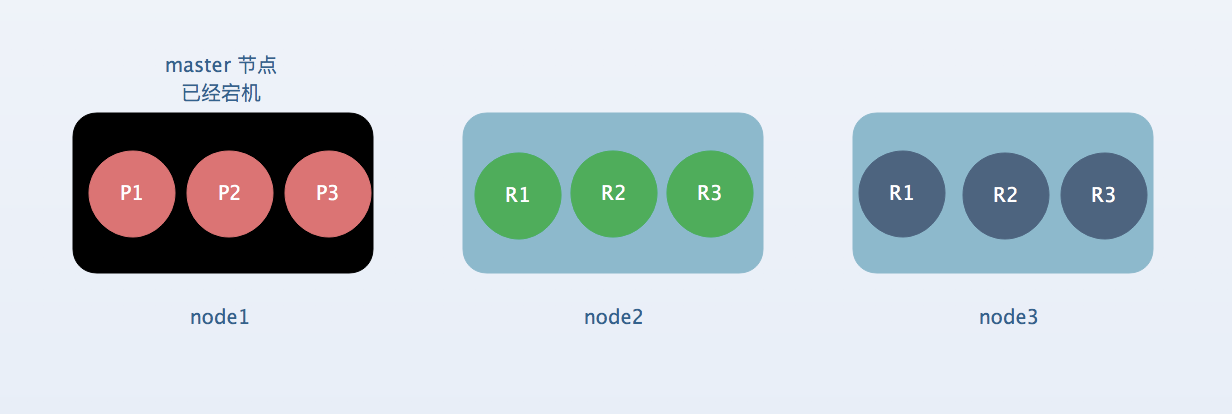 master 节点
已经宕机
P1 P2 P3
R1 R2 R3
R1 R2 R3
node1
node2
node3